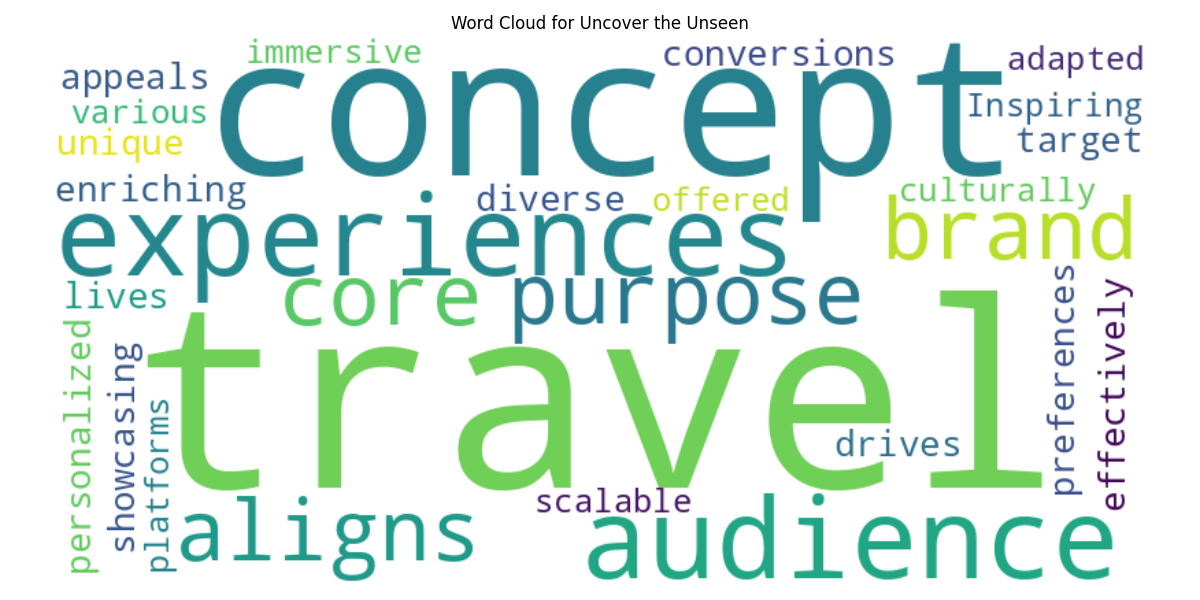 Word Cloud for Uncover the Unseen
immersive
conversions
adapted
appeals
concept
various
Inspiring
unique
target
enriching
diverse
offered
culturally
experiences
brand
lives
core
purpose
travel
personalized
showcasing
platforms
drives
preferences
effectively
scalable
aligns
audience